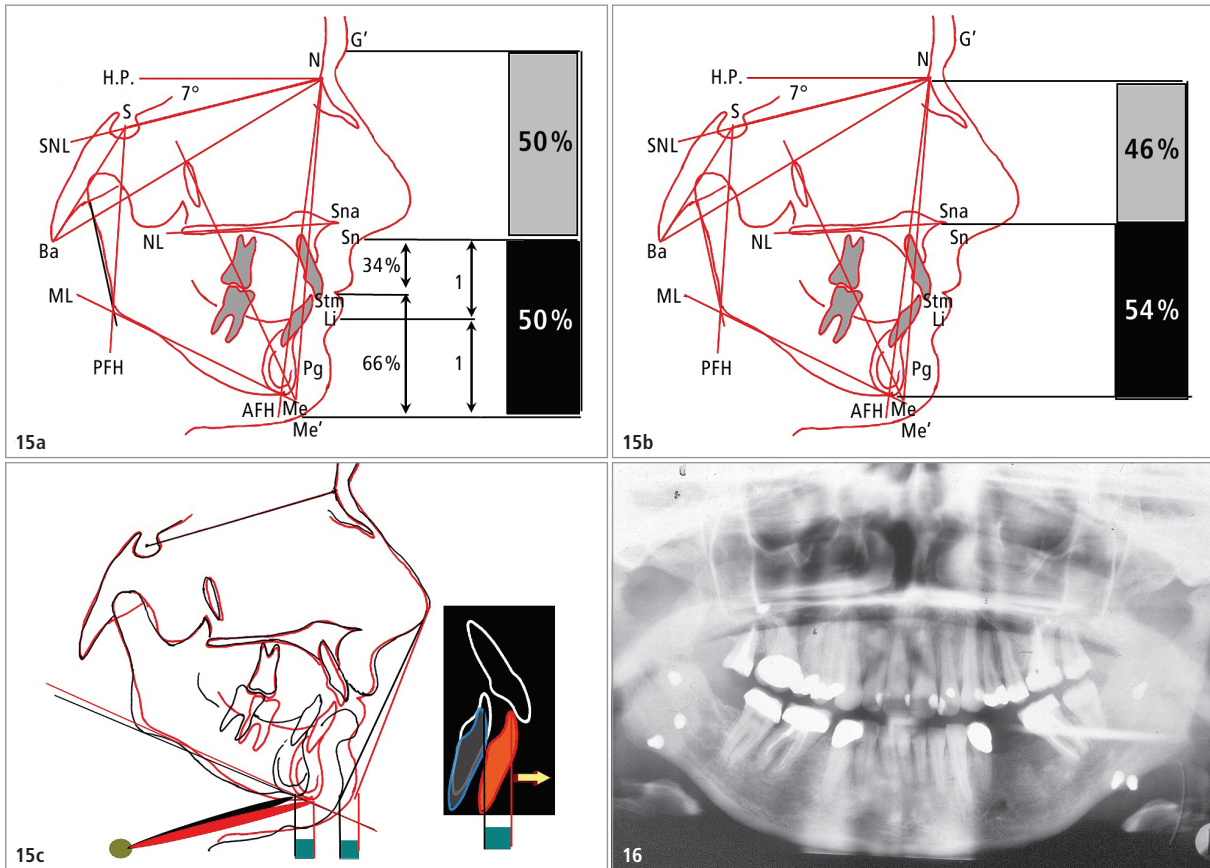 G'
N
H.P.
7°
S
SNL
50%
Sna
NL
Sn
Ba
34%
1
ML
Stm
Li
50%
PFH
66%
1
Pg
AFH
Me
Me'
15a
G'
N
H.P.
7°
S
SNL
46%
Sna
NL
Sn
Ba
ML
Stm
Li
54%
PFH
Pg
AFH
Me
Me'
15b
15c
16